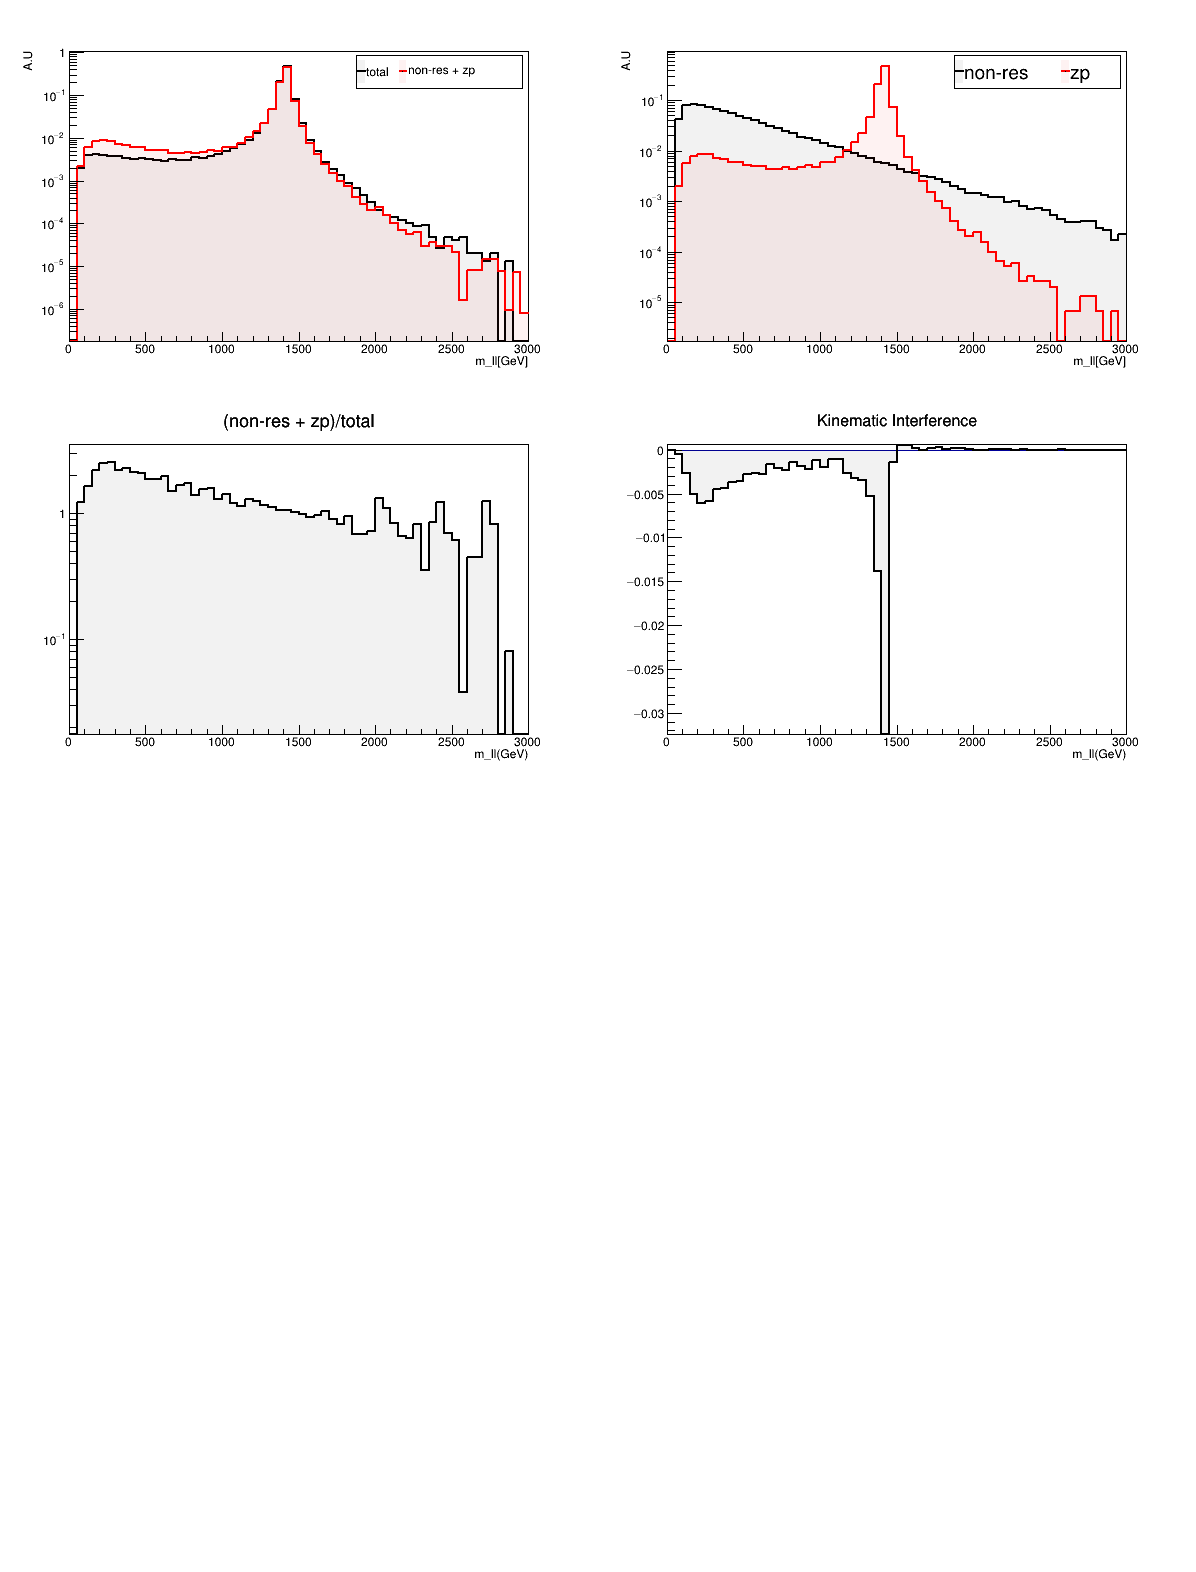 A.U
1
10−1
10−2
10−3
10−4
10−5
10−6
total
non-res + zp
0 500 1000 1500 2000 2500 3000
m_ll[GeV]
A.U
10−1
10−2
10−3
10−4
10−5
non-res
zp
0 500 1000 1500 2000 2500 3000
m_ll[GeV]
(non-res + zp)/total
1
10−1
0 500 1000 1500 2000 2500 3000
m_ll(GeV)
Kinematic Interference
0
−0.005
−0.01
−0.015
−0.02
−0.025
−0.03
0 500 1000 1500 2000 2500 3000
m_ll(GeV)